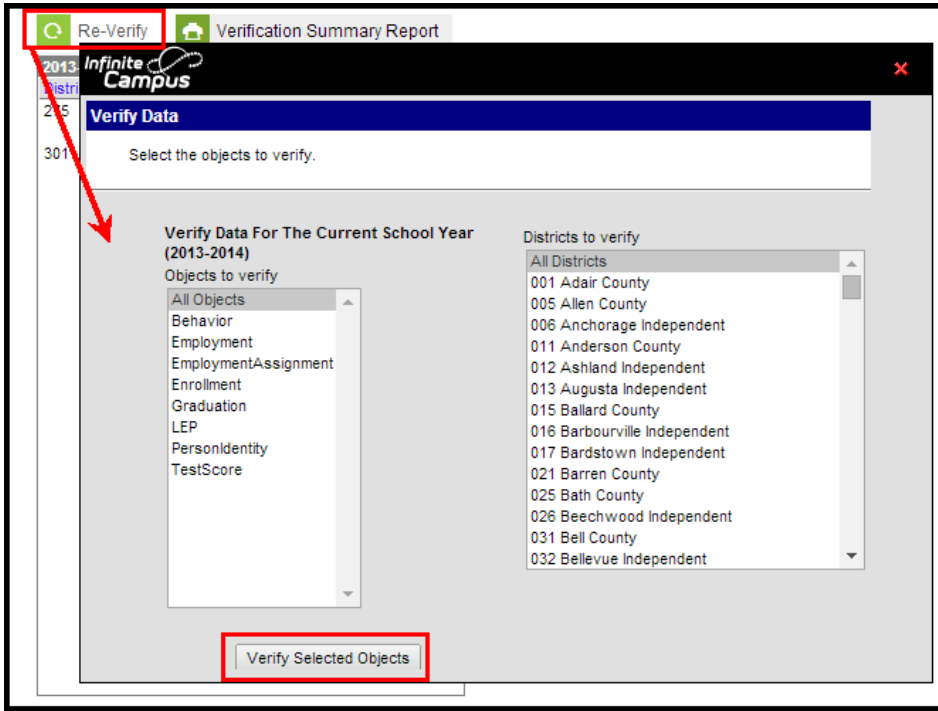 Re-Verify
Verification Summary Report
2013-
Distri
275
301
Infinite
Campus
Verify Data
Select the objects to verify.
Verify Data For The Current School Year
(2013-2014)
Objects to verify
All Objects
Behavior
Employment
EmploymentAssignment
Enrollment
Graduation
LEP
PersonIdentity
TestScore
Districts to verify
All Districts
001 Adair County
005 Allen County
006 Anchorage Independent
011 Anderson County
012 Ashland Independent
013 Augusta Independent
015 Ballard County
016 Barbourville Independent
017 Bardstown Independent
021 Barren County
025 Bath County
026 Beechwood Independent
031 Bell County
032 Bellevue Independent
Verify Selected Objects